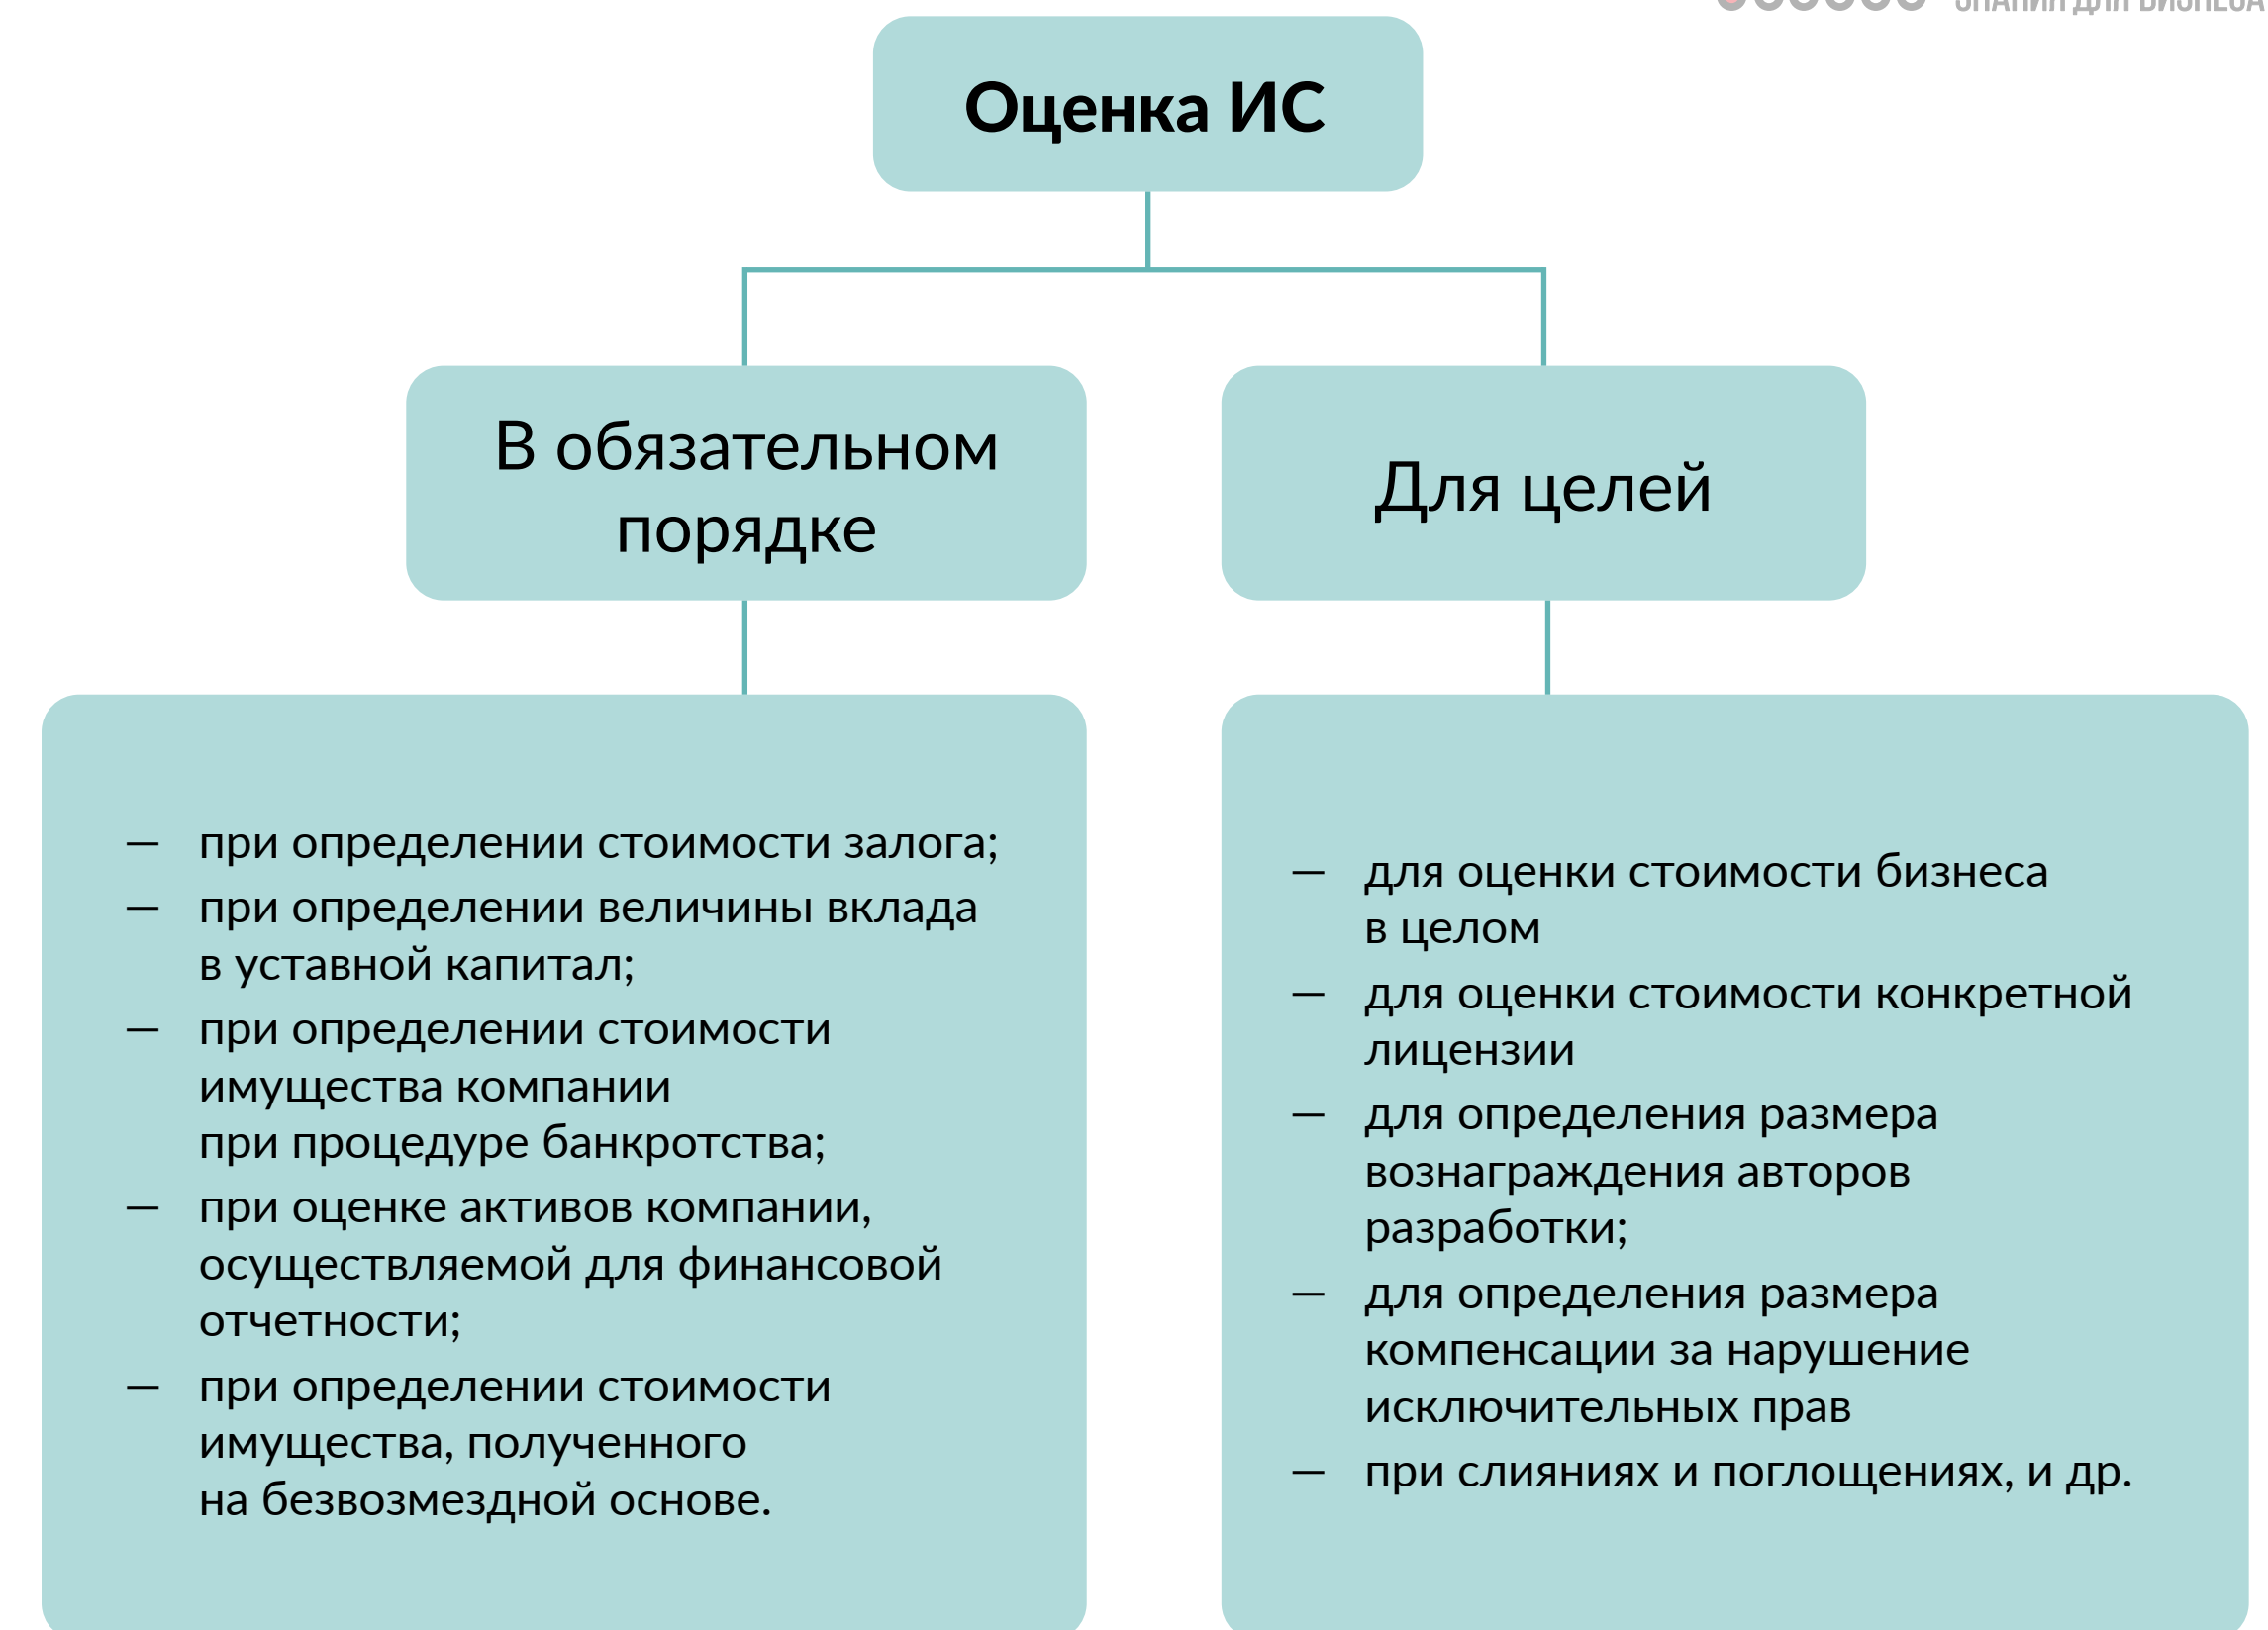 ЗНАНИЯ ДЛЯ БИЗНЕСА
Оценка ИС
В обязательном
порядке
Для целей
— при определении стоимости залога;
— при определении величины вклада
в уставной капитал;
— при определении стоимости
имущества компании
при процедуре банкротства;
— при оценке активов компании,
осуществляемой для финансовой
отчетности;
— при определении стоимости
имущества, полученного
на безвозмездной основе.
— для оценки стоимости бизнеса
в целом
— для оценки стоимости конкретной
лицензии
— для определения размера
вознаграждения авторов
разработки;
— для определения размера
компенсации за нарушение
исключительных прав
— при слияниях и поглощениях, и др.